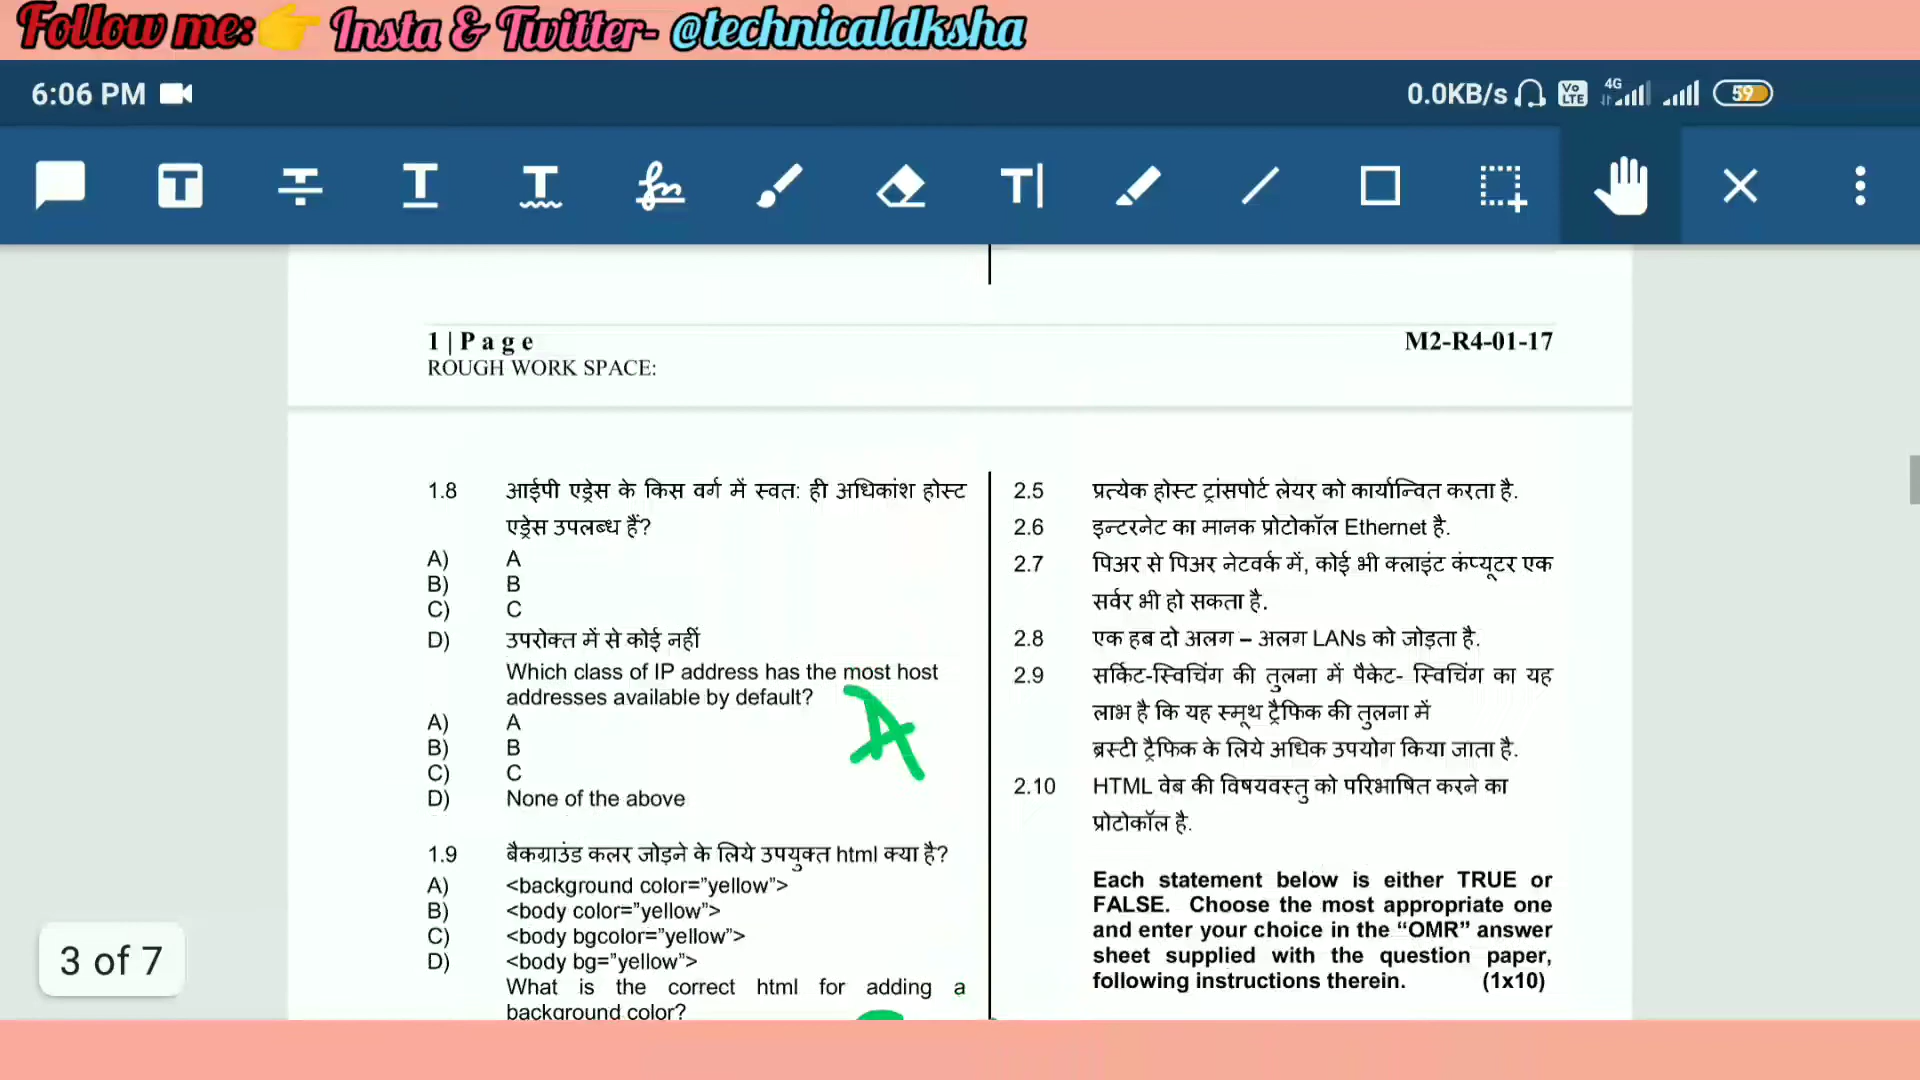 Follow me:👉 Insta & Twitter- @technicaldksha
6:06 PM
0.0KB/s Vo LTE 4G 59
1 | P a g e
M2-R4-01-17
ROUGH WORK SPACE:
1.8 आईपी एड्रेस के किस वर्ग में स्वत: ही अधिकांश होस्ट
एड्रेस उपलब्ध हैं?
A) A
B) B
C) C
D) उपरोक्त में से कोई नहीं
Which class of IP address has the most host
addresses available by default?
A) A
B) B
C) C
D) None of the above
A
1.9 बैकग्राउंड कलर जोड़ने के लिये उपयुक्त html क्या है?
A) <background color=”yellow”>
B) <body color=”yellow”>
C) <body bgcolor=”yellow”>
D) <body bg=”yellow”>
What is the correct html for adding a
background color?
2.5 प्रत्येक होस्ट ट्रांसपोर्ट लेयर को कार्यान्वित करता है.
2.6 इन्टरनेट का मानक प्रोटोकॉल Ethernet है.
2.7 पिअर से पिअर नेटवर्क में, कोई भी क्लाइंट कंप्यूटर एक
सर्वर भी हो सकता है.
2.8 एक हब दो अलग – अलग LANs को जोड़ता है.
2.9 सर्किट-स्विचिंग की तुलना में पैकेट- स्विचिंग का यह
लाभ है कि यह स्मूथ ट्रैफिक की तुलना में
ब्रस्टी ट्रैफिक के लिये अधिक उपयोग किया जाता है.
2.10 HTML वेब की विषयवस्तु को परिभाषित करने का
प्रोटोकॉल है.
Each statement below is either TRUE or
FALSE. Choose the most appropriate one
and enter your choice in the “OMR” answer
sheet supplied with the question paper,
following instructions therein. (1x10)
3 of 7